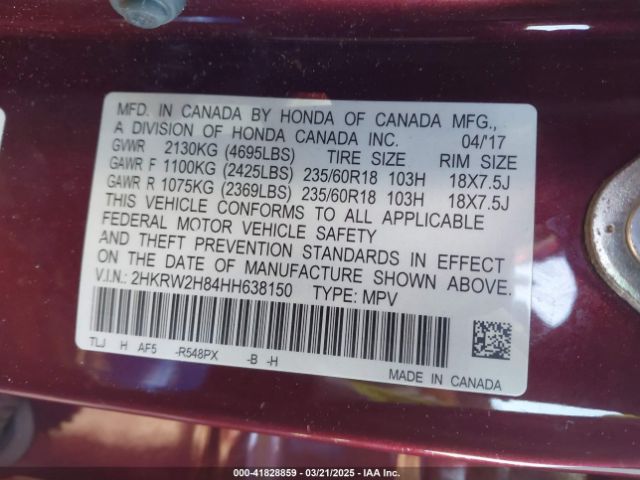 MFD. IN CANADA BY HONDA OF CANADA MFG.,
A DIVISION OF HONDA CANADA INC. 04/'17
GVWR 2130KG (4695LBS) TIRE SIZE RIM SIZE
GAWR F 1100KG (2425LBS) 235/60R18 103H 18X7.5J
GAWR R 1075KG (2369LBS) 235/60R18 103H 18X7.5J
THIS VEHICLE CONFORMS TO ALL APPLICABLE
FEDERAL MOTOR VEHICLE SAFETY
AND THEFT PREVENTION STANDARDS IN EFFECT
ON THE DATE OF MANUFACTURE SHOWN ABOVE.
V.I.N.: 2HKRW2H84HH638150 TYPE: MPV
TLJ H AF5 -R548PX -B -H
MADE IN CANADA
000-41828859 - 03/21/2025 - IAA Inc.